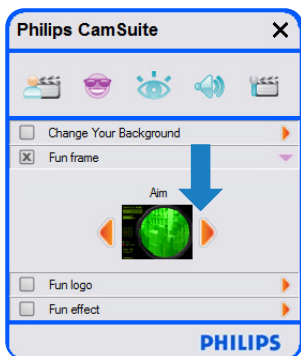 Philips CamSuite
Change Your Background
Fun frame
Aim
Fun logo
Fun effect
PHILIPS